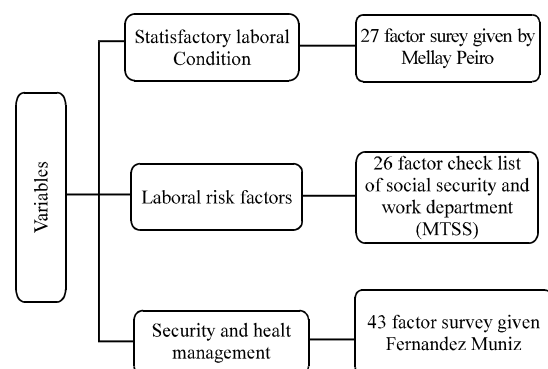 Variables
Statisfactory laboral
Condition
27 factor surey given by
Mellay Peiro
Laboral risk factors
26 factor check list
of social security and
work department
(MTSS)
Security and healt
management
43 factor survey given
Fernandez Muniz